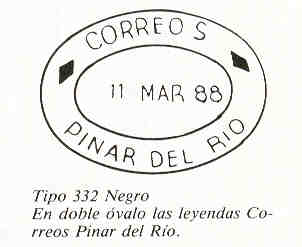 CORREOS
11 MAR 88
PINAR DEL RIO
Tipo 332 Negro
En doble óvalo las leyendas Co-
rreos Pinar del Río.